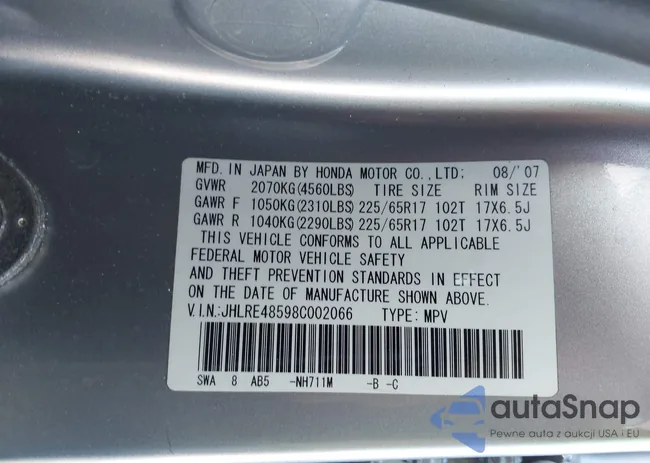 MFD. IN JAPAN BY HONDA MOTOR CO.,LTD; 08/'07
GVWR 2070KG(4560LBS) TIRE SIZE RIM SIZE
GAWR F 1050KG(2310LBS) 225/65R17 102T 17X6.5J
GAWR R 1040KG(2290LBS) 225/65R17 102T 17X6.5J
THIS VEHICLE CONFORMS TO ALL APPLICABLE
FEDERAL MOTOR VEHICLE SAFETY
AND THEFT PREVENTION STANDARDS IN EFFECT
ON THE DATE OF MANUFACTURE SHOWN ABOVE.
V.I.N.:JHLRE48598C002066 TYPE: MPV
SWA 8 AB5 -NH711M -B -C
autaSnap
Pewne auta z aukcji USA i EU